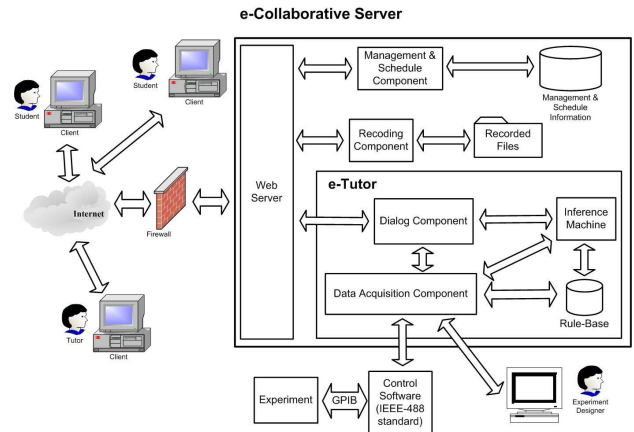 e-Collaborative Server
Student
Client
Student
Client
Internet
Firewall
Tutor
Client
Web
Server
Management &
Schedule
Component
Management &
Schedule
Information
Recoding
Component
Recorded
Files
e-Tutor
Dialog Component
Inference
Machine
Data Acquisition Component
Rule-Base
Experiment
GPIB
Control
Software
(IEEE-488
standard)
Experiment
Designer